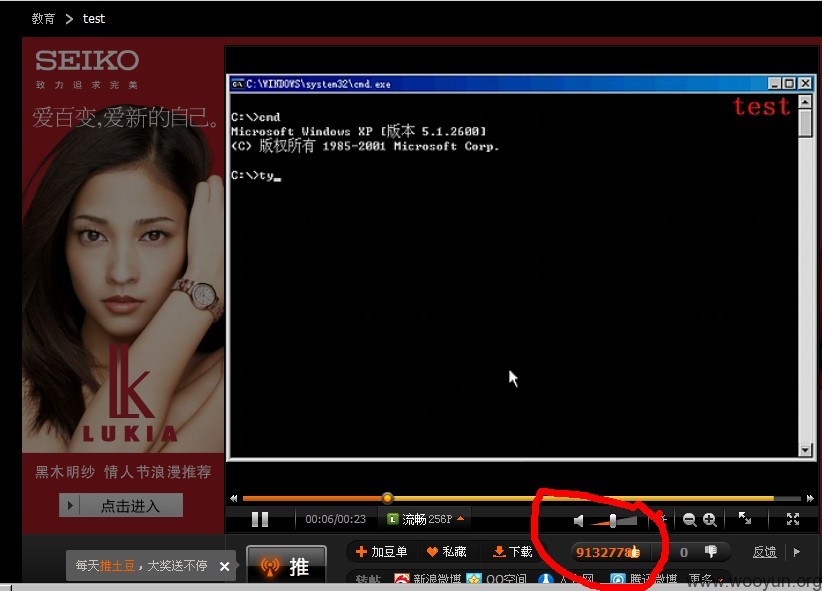 教育 > test
SEIKO
致力追求完美
爱百变,爱新的自己。
C:\WINDOWS\system32\cmd.exe
test
C:\>cmd
Microsoft Windows XP [版本 5.1.2600]
(C) 版权所有 1985-2001 Microsoft Corp.
C:\>ty_
LUKIA
黑木明纱 情人节浪漫推荐
点击进入
00:06/00:23
流畅 256P
每天推土豆,大奖送不停
推
加豆单
私藏
下载
9132778
0
反馈
转帖
新浪微博
QQ空间
人人网
腾讯微博
更多
www.wooyun.org